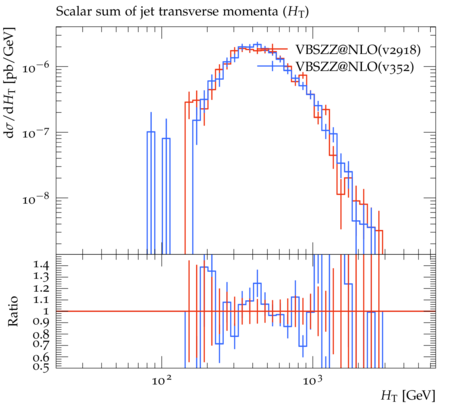 Scalar sum of jet transverse momenta (H_T)
dσ/dH_T [pb/GeV]
10^−6
10^−7
10^−8
VBSZZ@NLO(v2918)
VBSZZ@NLO(v352)
Ratio
1.4
1.3
1.2
1.1
1
0.9
0.8
0.7
0.6
0.5
10^2
10^3
H_T [GeV]